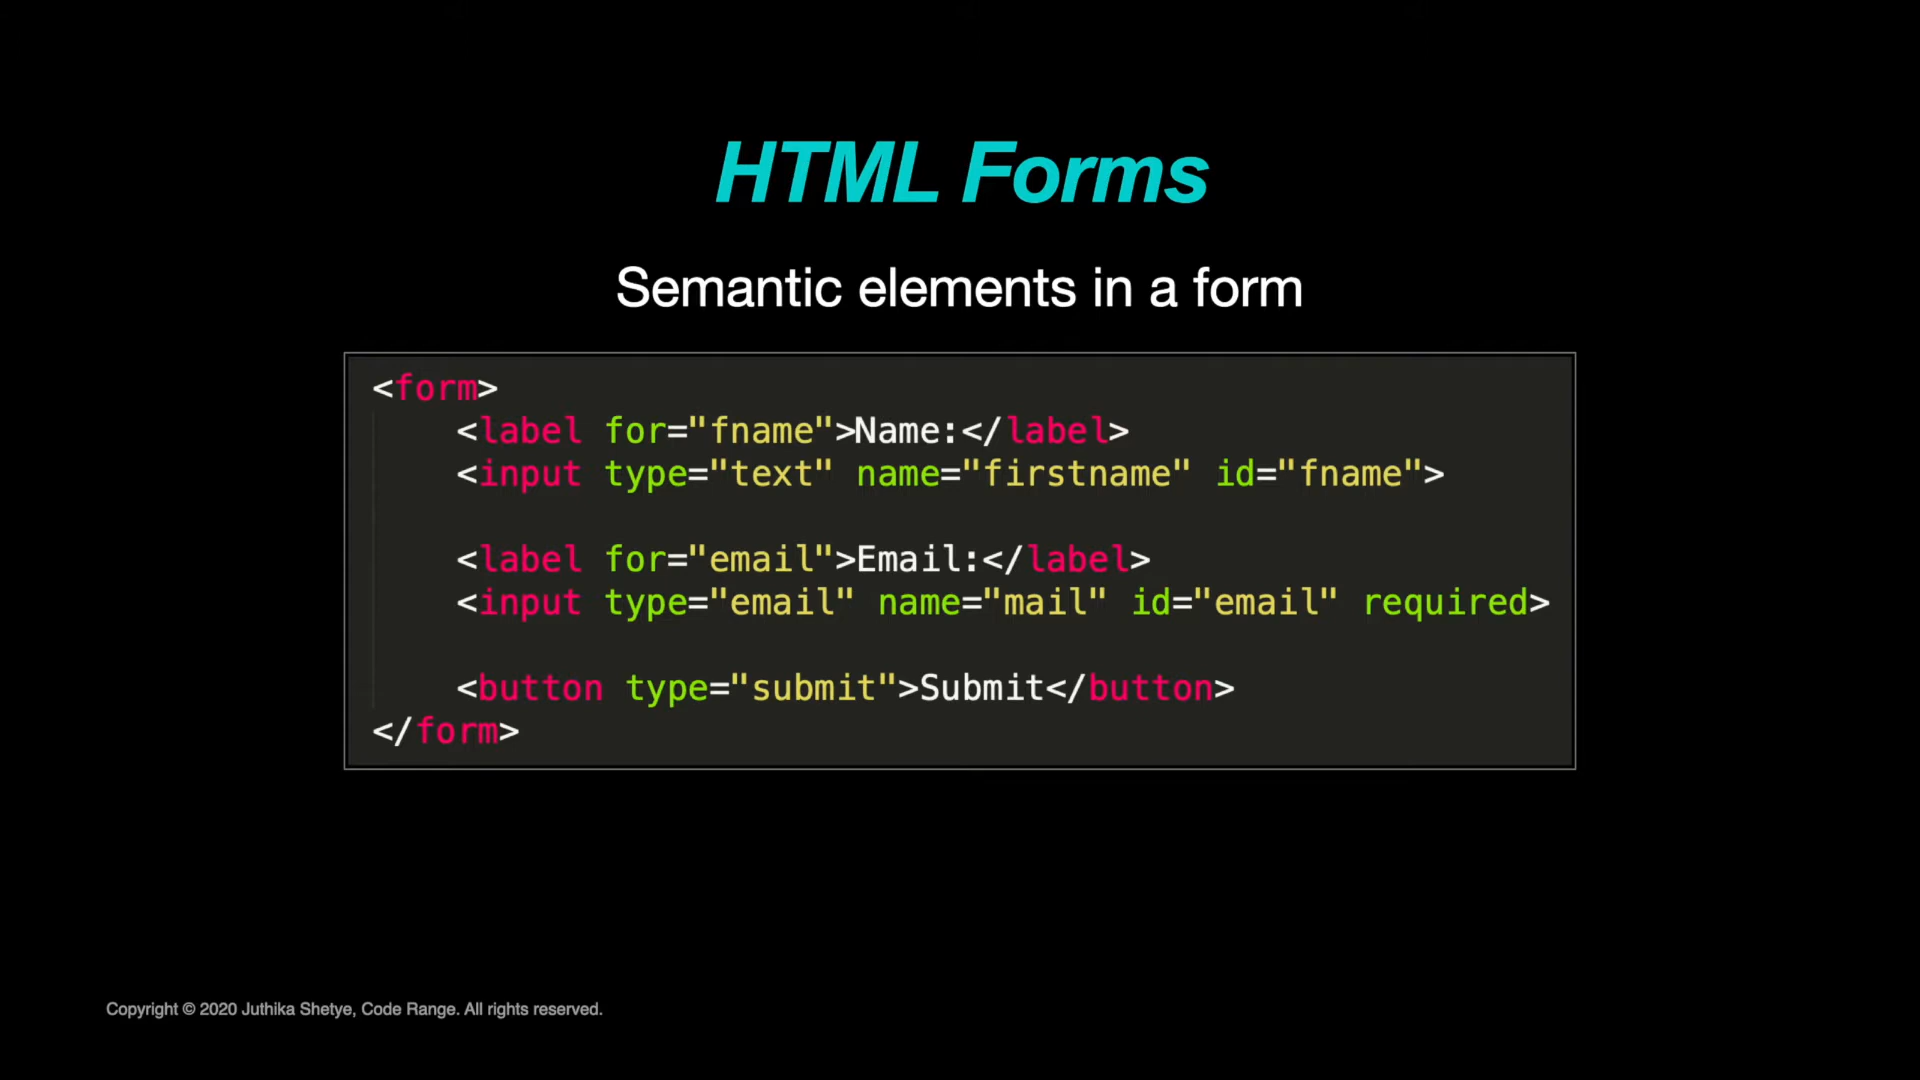 HTML Forms
Semantic elements in a form
<form>
<label for="fname">Name:</label>
<input type="text" name="firstname" id="fname">
<label for="email">Email:</label>
<input type="email" name="mail" id="email" required>
<button type="submit">Submit</button>
</form>
Copyright © 2020 Juthika Shetye, Code Range. All rights reserved.